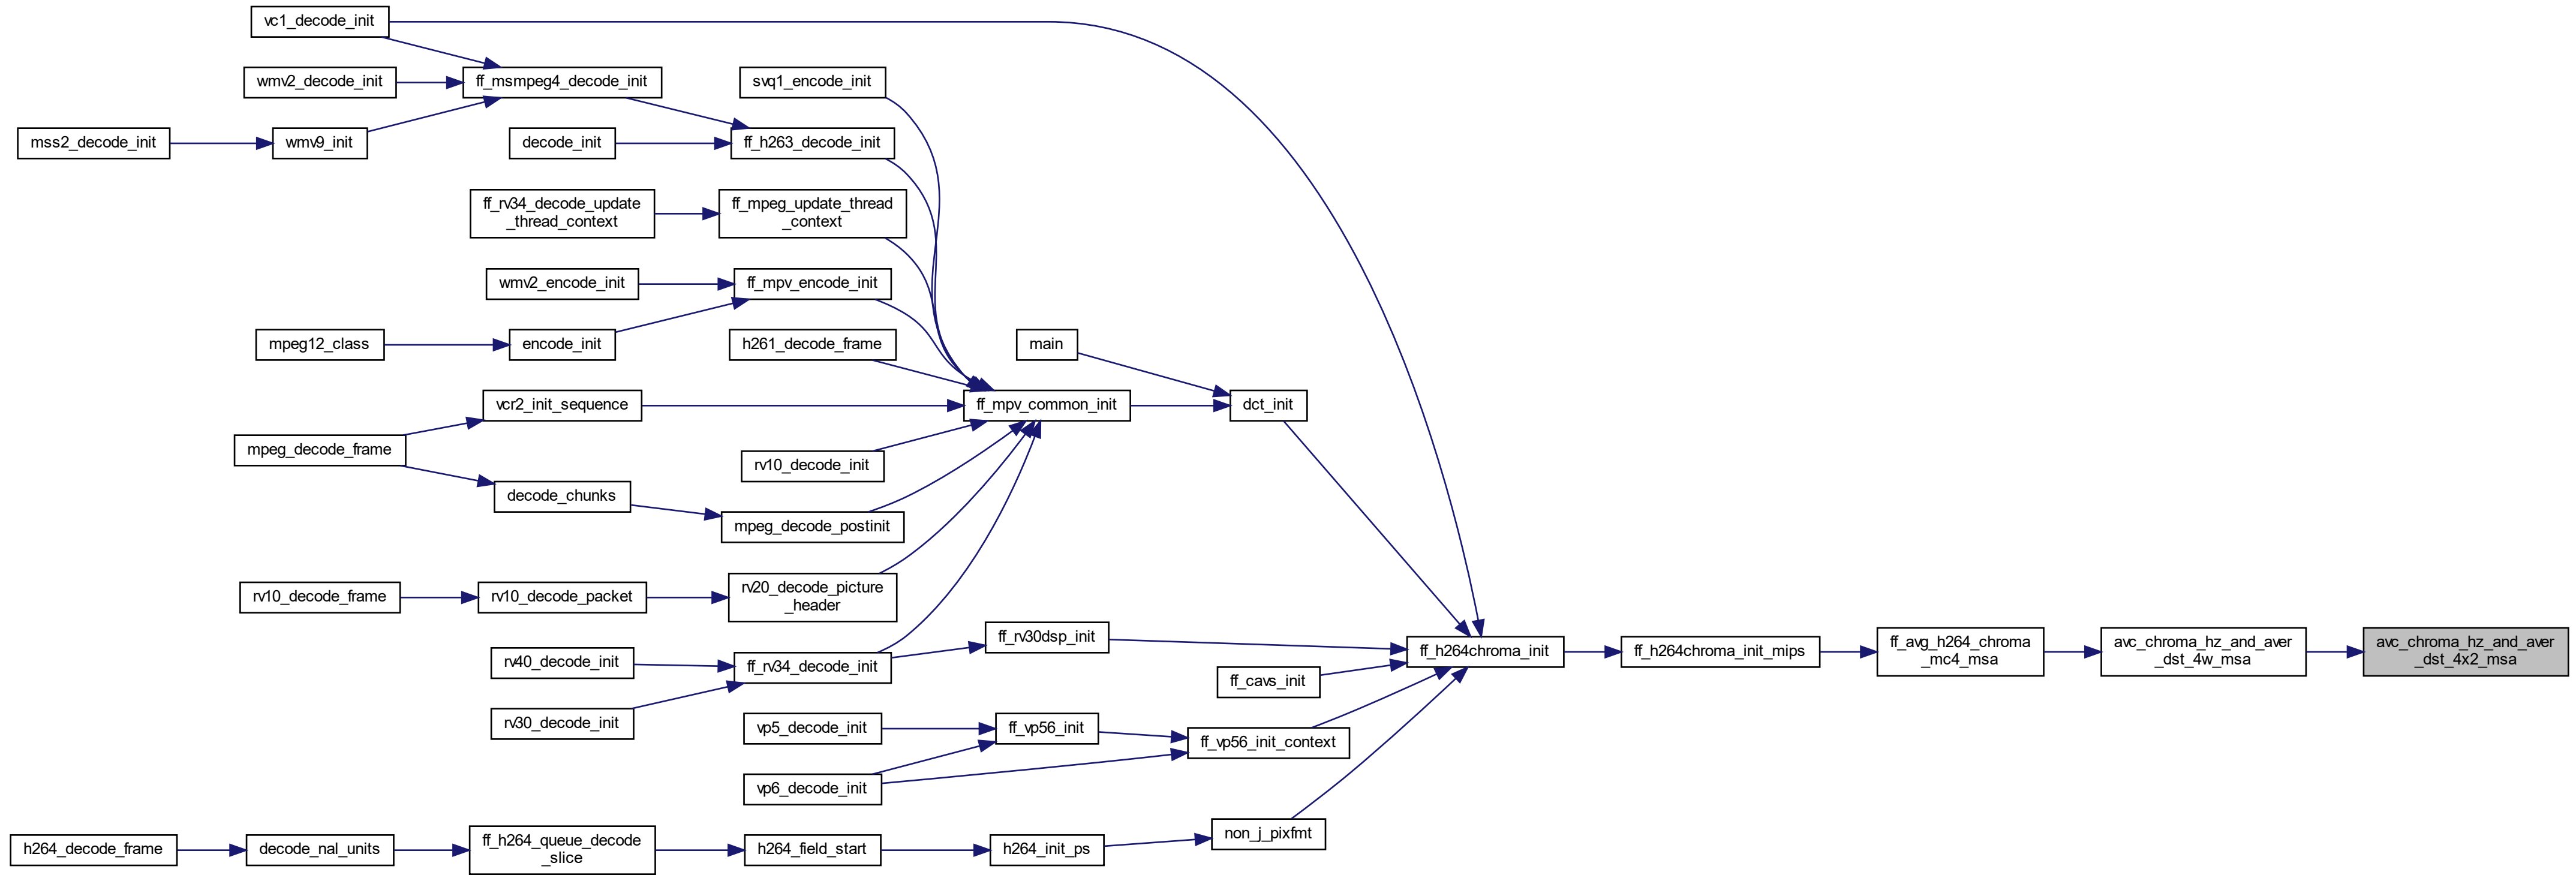 vc1_decode_init
wmv2_decode_init
ff_msmpeg4_decode_init
svq1_encode_init
mss2_decode_init
wmv9_init
decode_init
ff_h263_decode_init
ff_rv34_decode_update
_thread_context
ff_mpeg_update_thread
_context
wmv2_encode_init
ff_mpv_encode_init
mpeg12_class
encode_init
h261_decode_frame
main
vcr2_init_sequence
ff_mpv_common_init
dct_init
mpeg_decode_frame
rv10_decode_init
decode_chunks
mpeg_decode_postinit
rv10_decode_frame
rv10_decode_packet
rv20_decode_picture
_header
rv40_decode_init
ff_rv34_decode_init
ff_rv30dsp_init
ff_h264chroma_init
ff_h264chroma_init_mips
ff_avg_h264_chroma
_mc4_msa
avc_chroma_hz_and_aver
_dst_4w_msa
avc_chroma_hz_and_aver
_dst_4x2_msa
ff_cavs_init
rv30_decode_init
vp5_decode_init
ff_vp56_init
ff_vp56_init_context
vp6_decode_init
non_j_pixfmt
h264_decode_frame
decode_nal_units
ff_h264_queue_decode
_slice
h264_field_start
h264_init_ps